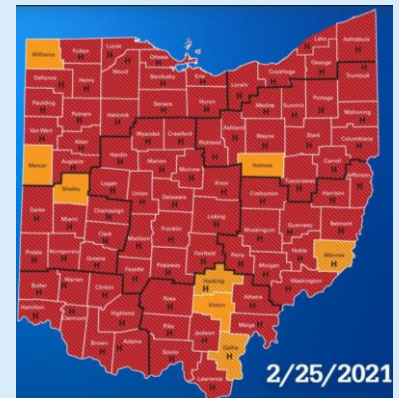 Williams Fulton Lucas Ottawa Lake Ashtabula
Wood Sandusky Erie Lorain Cuyahoga Geauga Trumbull
Defiance Henry
Paulding Putnam Hancock Seneca Huron Medina Summit Portage Mahoning
Van Wert Allen Wyandot Crawford Richland Ashland Wayne Stark Columbiana
Mercer Auglaize Hardin Marion Morrow Holmes Tuscarawas Carroll Jefferson
Shelby Logan Union Delaware Knox Coshocton Harrison
Darke Miami Champaign Licking Muskingum Guernsey Belmont
Clark Madison Franklin Fairfield Perry Noble Monroe
Preble Greene Fayette Pickaway Hocking Morgan Washington
Butler Warren Clinton Ross Vinton Athens
Hamilton Highland Pike Jackson Meigs
Brown Adams Scioto Gallia
Lawrence
2/25/2021